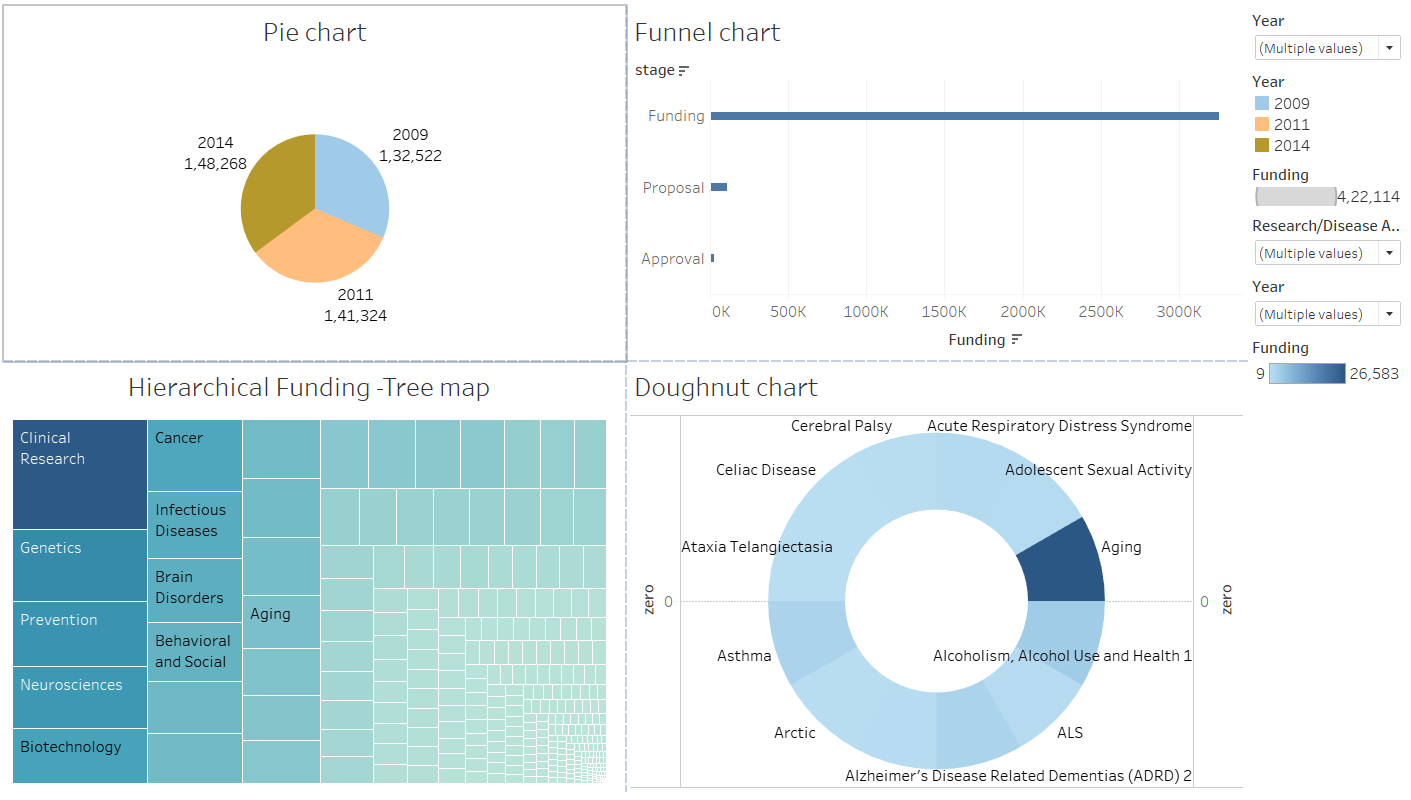 Pie chart
2014
1,48,268
2009
1,32,522
2011
1,41,324
Funnel chart
stage
Funding
Proposal
Approval
0K 500K 1000K 1500K 2000K 2500K 3000K
Funding
Year
(Multiple values)
Year
2009
2011
2014
Funding
4,22,114
Research/Disease A..
(Multiple values)
Year
(Multiple values)
Funding
9 26,583
Hierarchical Funding -Tree map
Clinical
Research
Genetics
Prevention
Neurosciences
Biotechnology
Cancer
Infectious
Diseases
Brain
Disorders
Behavioral
and Social
Aging
Doughnut chart
Cerebral Palsy
Acute Respiratory Distress Syndrome
Celiac Disease
Adolescent Sexual Activity
Ataxia Telangiectasia
Aging
zero
0
0
zero
Asthma
Alcoholism, Alcohol Use and Health 1
Arctic
ALS
Alzheimer's Disease Related Dementias (ADRD) 2